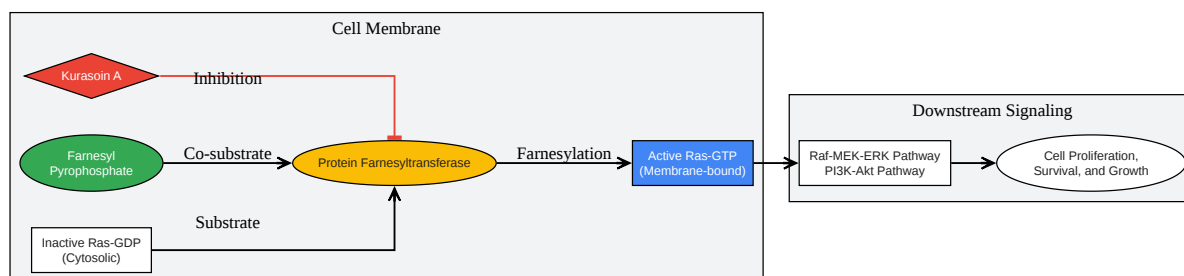 Cell Membrane
Kurasoin A
Inhibition
Farnesyl
Pyrophosphate
Co-substrate
Protein Farnesyltransferase
Farnesylation
Active Ras-GTP
(Membrane-bound)
Substrate
Inactive Ras-GDP
(Cytosolic)
Downstream Signaling
Raf-MEK-ERK Pathway
PI3K-Akt Pathway
Cell Proliferation,
Survival, and Growth